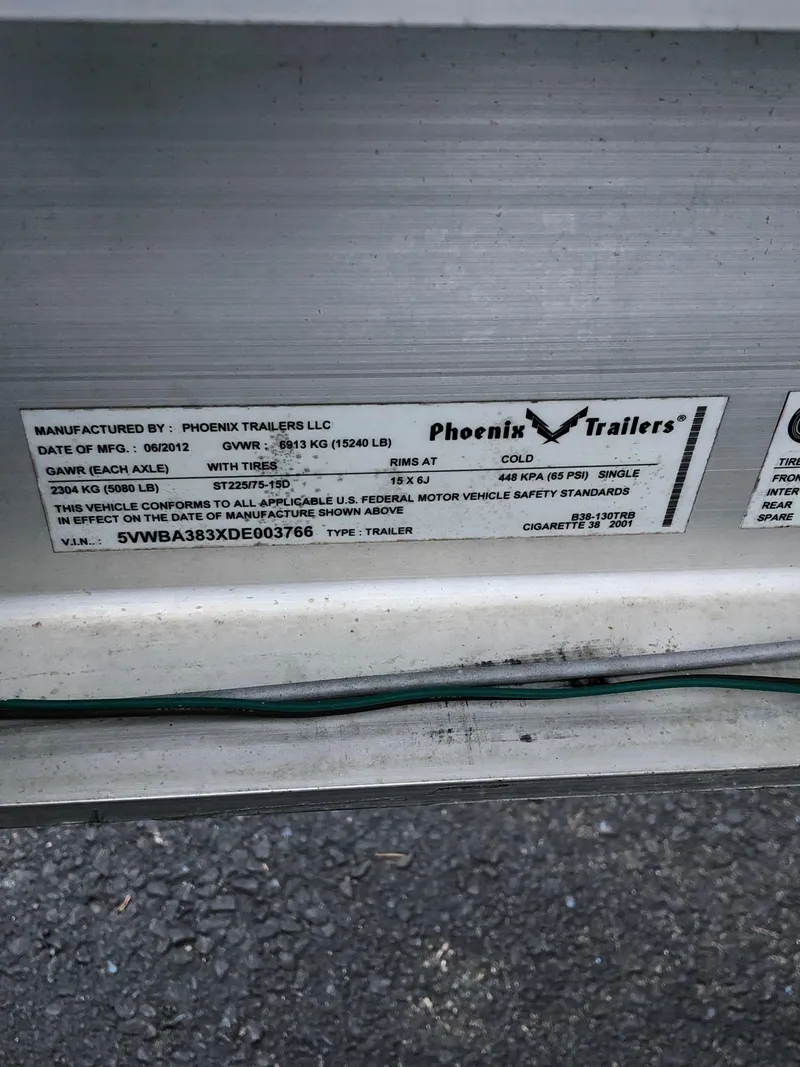 MANUFACTURED BY : PHOENIX TRAILERS LLC
Phoenix Trailers®
DATE OF MFG. : 06/2012 GVWR : 6913 KG (15240 LB)
GAWR (EACH AXLE) WITH TIRES RIMS AT COLD
2304 KG (5080 LB) ST225/75-15D 15 X 6J 448 KPA (65 PSI) SINGLE
THIS VEHICLE CONFORMS TO ALL APPLICABLE U.S. FEDERAL MOTOR VEHICLE SAFETY STANDARDS
IN EFFECT ON THE DATE OF MANUFACTURE SHOWN ABOVE
B38-130TRB
V.I.N..: 5VWBA383XDE003766 TYPE : TRAILER CIGARETTE 38 2001
TIRE
FRON
INTER
REAR
SPARE